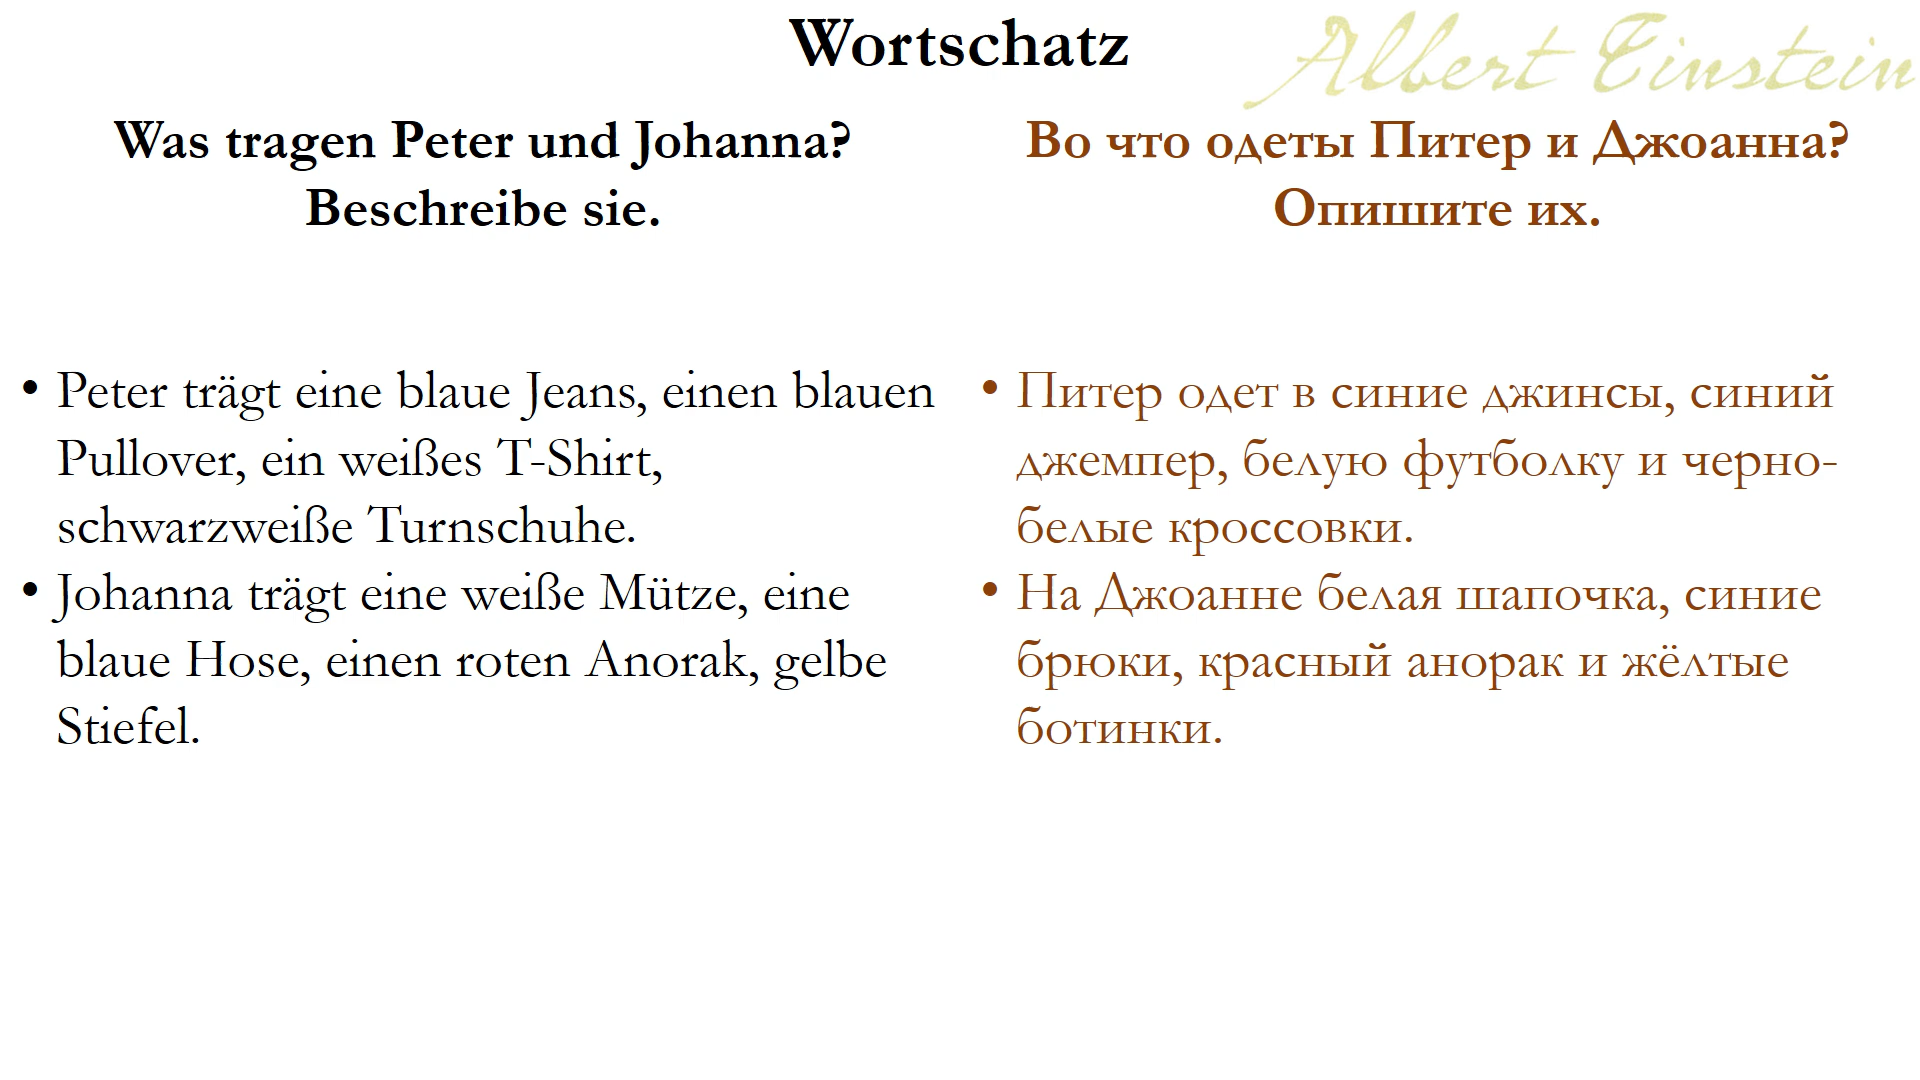 Wortschatz
Albert Einstein
Was tragen Peter und Johanna?
Beschreibe sie.
• Peter trägt eine blaue Jeans, einen blauen
Pullover, ein weißes T-Shirt,
schwarzweiße Turnschuhe.
• Johanna trägt eine weiße Mütze, eine
blaue Hose, einen roten Anorak, gelbe
Stiefel.
Во что одеты Питер и Джоанна?
Опишите их.
• Питер одет в синие джинсы, синий
джемпер, белую футболку и черно-
белые кроссовки.
• На Джоанне белая шапочка, синие
брюки, красный анорак и жёлтые
ботинки.